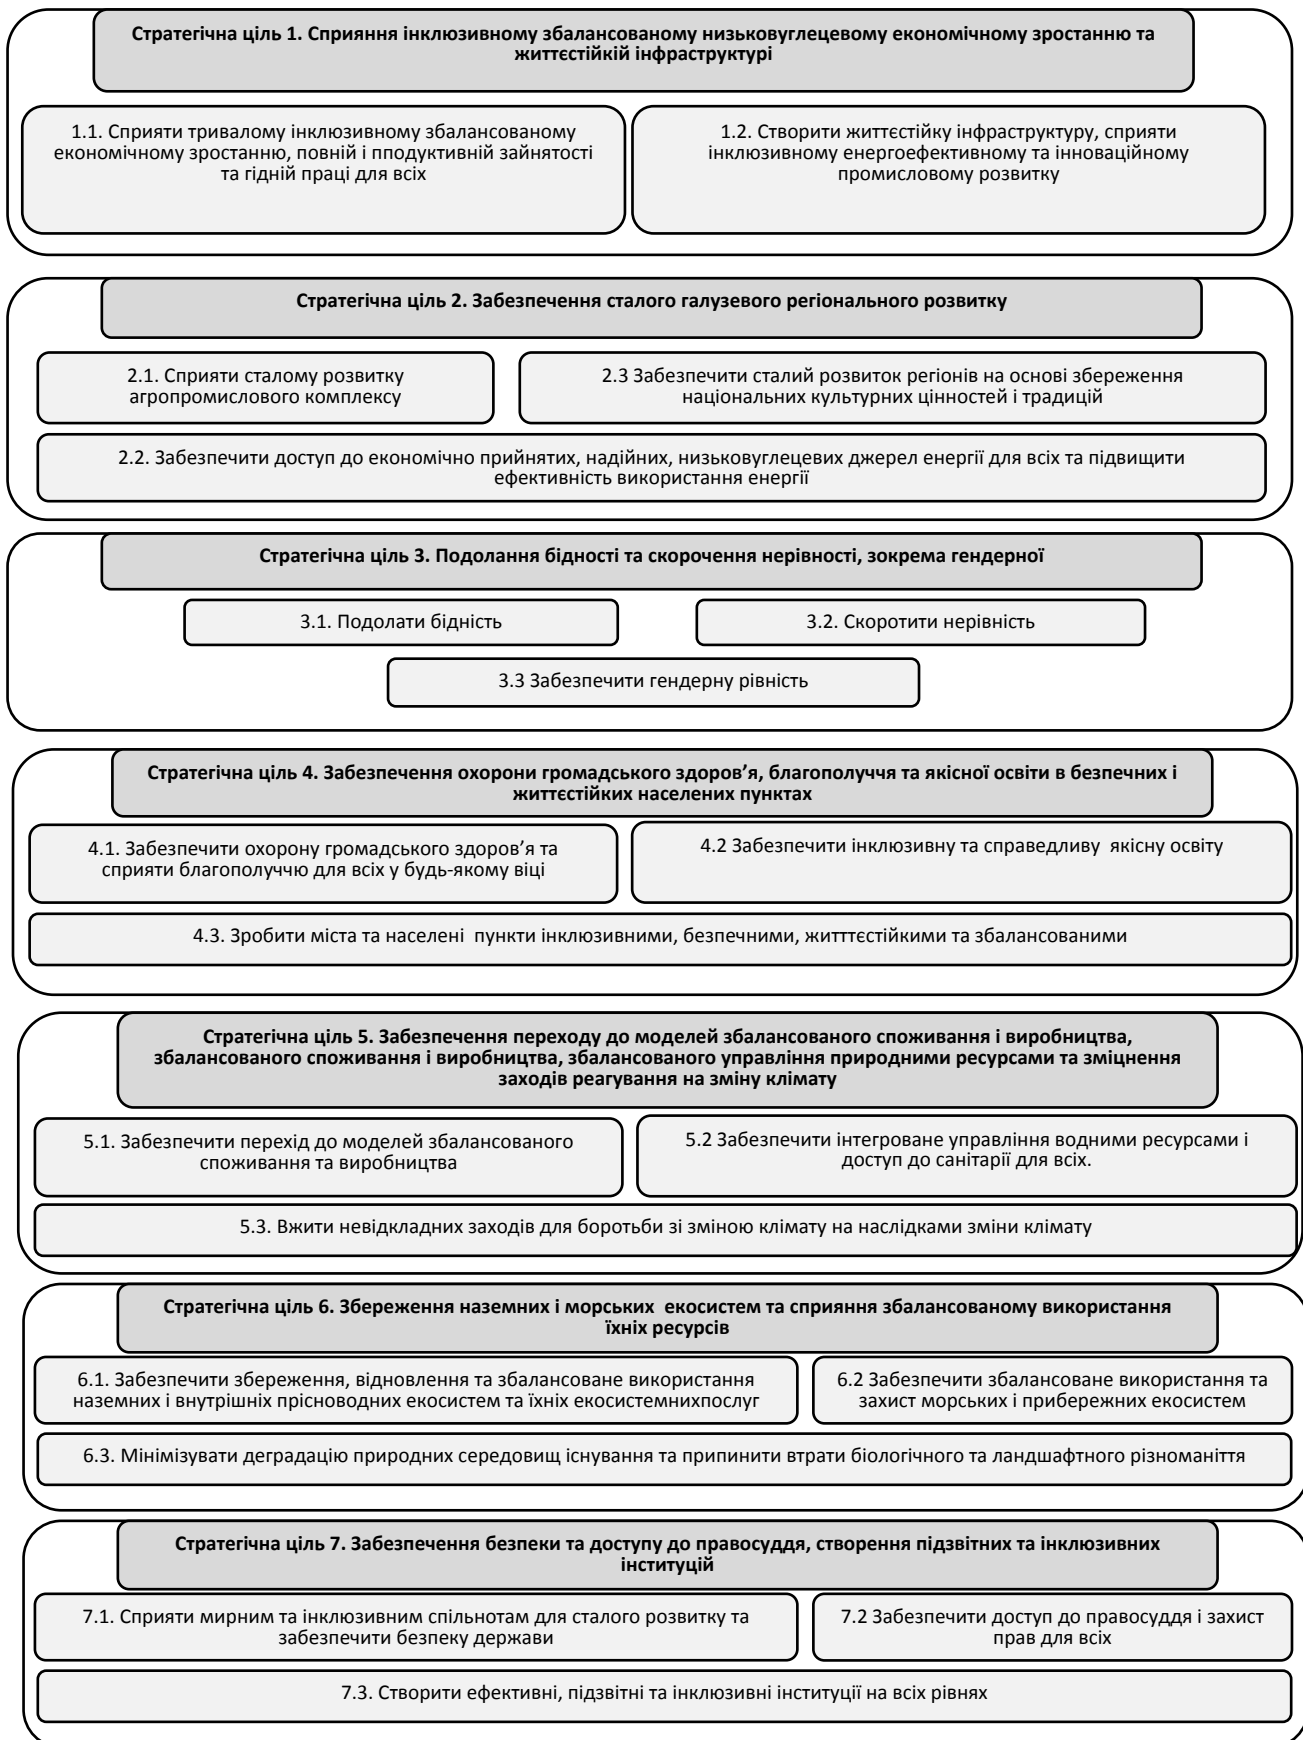 Стратегічна ціль 1. Сприяння інклюзивному збалансованому низьковуглецевому економічному зростанню та
життєстійкій інфраструктурі
1.1. Сприяти тривалому інклюзивному збалансованому
економічному зростанню, повній і пподуктивній зайнятості
та гідній праці для всіх
1.2. Створити життєстійку інфраструктуру, сприяти
інклюзивному енергоефективному та інноваційному
промисловому розвитку
Стратегічна ціль 2. Забезпечення сталого галузевого регіонального розвитку
2.1. Сприяти сталому розвитку
агропромислового комплексу
2.3 Забезпечити сталий розвиток регіонів на основі збереження
національних культурних цінностей і традицій
2.2. Забезпечити доступ до економічно прийнятих, надійних, низьковуглецевих джерел енергії для всіх та підвищити
ефективність використання енергії
Стратегічна ціль 3. Подолання бідності та скорочення нерівності, зокрема гендерної
3.1. Подолати бідність
3.2. Скоротити нерівність
3.3 Забезпечити гендерну рівність
Стратегічна ціль 4. Забезпечення охорони громадського здоров’я, благополуччя та якісної освіти в безпечних і
життєстійких населених пунктах
4.1. Забезпечити охорону громадського здоров’я та
сприяти благополуччю для всіх у будь-якому віці
4.2 Забезпечити інклюзивну та справедливу якісну освіту
4.3. Зробити міста та населені пункти інклюзивними, безпечними, житттєстійкими та збалансованими
Стратегічна ціль 5. Забезпечення переходу до моделей збалансованого споживання і виробництва,
збалансованого споживання і виробництва, збалансованого управління природними ресурсами та зміцнення
заходів реагування на зміну клімату
5.1. Забезпечити перехід до моделей збалансованого
споживання та виробництва
5.2 Забезпечити інтегроване управління водними ресурсами і
доступ до санітарії для всіх.
5.3. Вжити невідкладних заходів для боротьби зі зміною клімату на наслідками зміни клімату
Стратегічна ціль 6. Збереження наземних і морських екосистем та сприяння збалансованому використання
їхніх ресурсів
6.1. Забезпечити збереження, відновлення та збалансоване використання
наземних і внутрішніх прісноводних екосистем та їхніх екосистемнихпослуг
6.2 Забезпечити збалансоване використання та
захист морських і прибережних екосистем
6.3. Мінімізувати деградацію природних середовищ існування та припинити втрати біологічного та ландшафтного різноманіття
Стратегічна ціль 7. Забезпечення безпеки та доступу до правосуддя, створення підзвітних та інклюзивних
інституцій
7.1. Сприяти мирним та інклюзивним спільнотам для сталого розвитку та
забезпечити безпеку держави
7.2 Забезпечити доступ до правосуддя і захист
прав для всіх
7.3. Створити ефективні, підзвітні та інклюзивні інституції на всіх рівнях